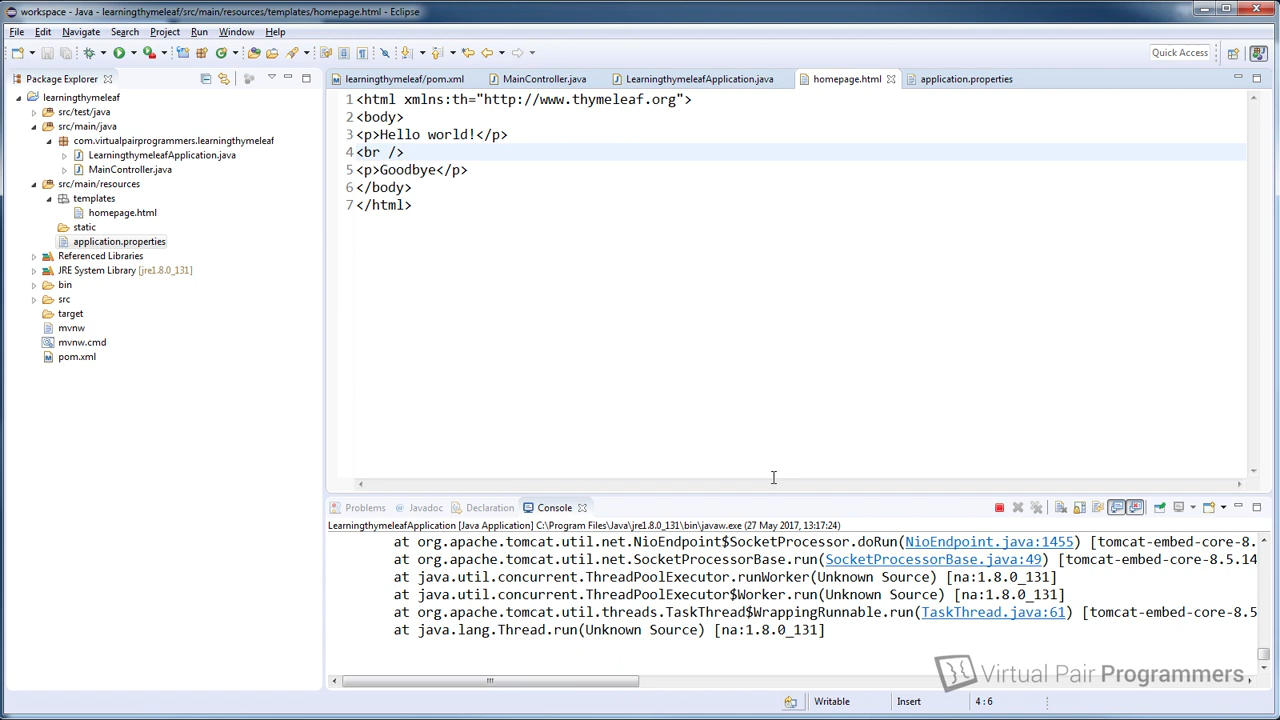 workspace - Java - learningthymeleaf/src/main/resources/templates/homepage.html - Eclipse
File Edit Navigate Search Project Run Window Help
Quick Access
Package Explorer
learningthymeleaf/pom.xml MainController.java LearningthymeleafApplication.java homepage.html application.properties
learningthymeleaf
src/test/java
src/main/java
com.virtualpairprogrammers.learningthymeleaf
LearningthymeleafApplication.java
MainController.java
src/main/resources
templates
homepage.html
static
application.properties
Referenced Libraries
JRE System Library [jre1.8.0_131]
bin
src
target
mvnw
mvnw.cmd
pom.xml
1 <html xmlns:th="http://www.thymeleaf.org">
2 <body>
3 <p>Hello world!</p>
4 <br />
5 <p>Goodbye</p>
6 </body>
7 </html>
Problems Javadoc Declaration Console
LearningthymeleafApplication [Java Application] C:\Program Files\Java\jre1.8.0_131\bin\javaw.exe (27 May 2017, 13:17:24)
at org.apache.tomcat.util.net.NioEndpoint$SocketProcessor.doRun(NioEndpoint.java:1455) [tomcat-embed-core-8.
at org.apache.tomcat.util.net.SocketProcessorBase.run(SocketProcessorBase.java:49) [tomcat-embed-core-8.5.14
at java.util.concurrent.ThreadPoolExecutor.runWorker(Unknown Source) [na:1.8.0_131]
at java.util.concurrent.ThreadPoolExecutor$Worker.run(Unknown Source) [na:1.8.0_131]
at org.apache.tomcat.util.threads.TaskThread$WrappingRunnable.run(TaskThread.java:61) [tomcat-embed-core-8.5
at java.lang.Thread.run(Unknown Source) [na:1.8.0_131]
Virtual Pair Programmers
Writable Insert 4 : 6